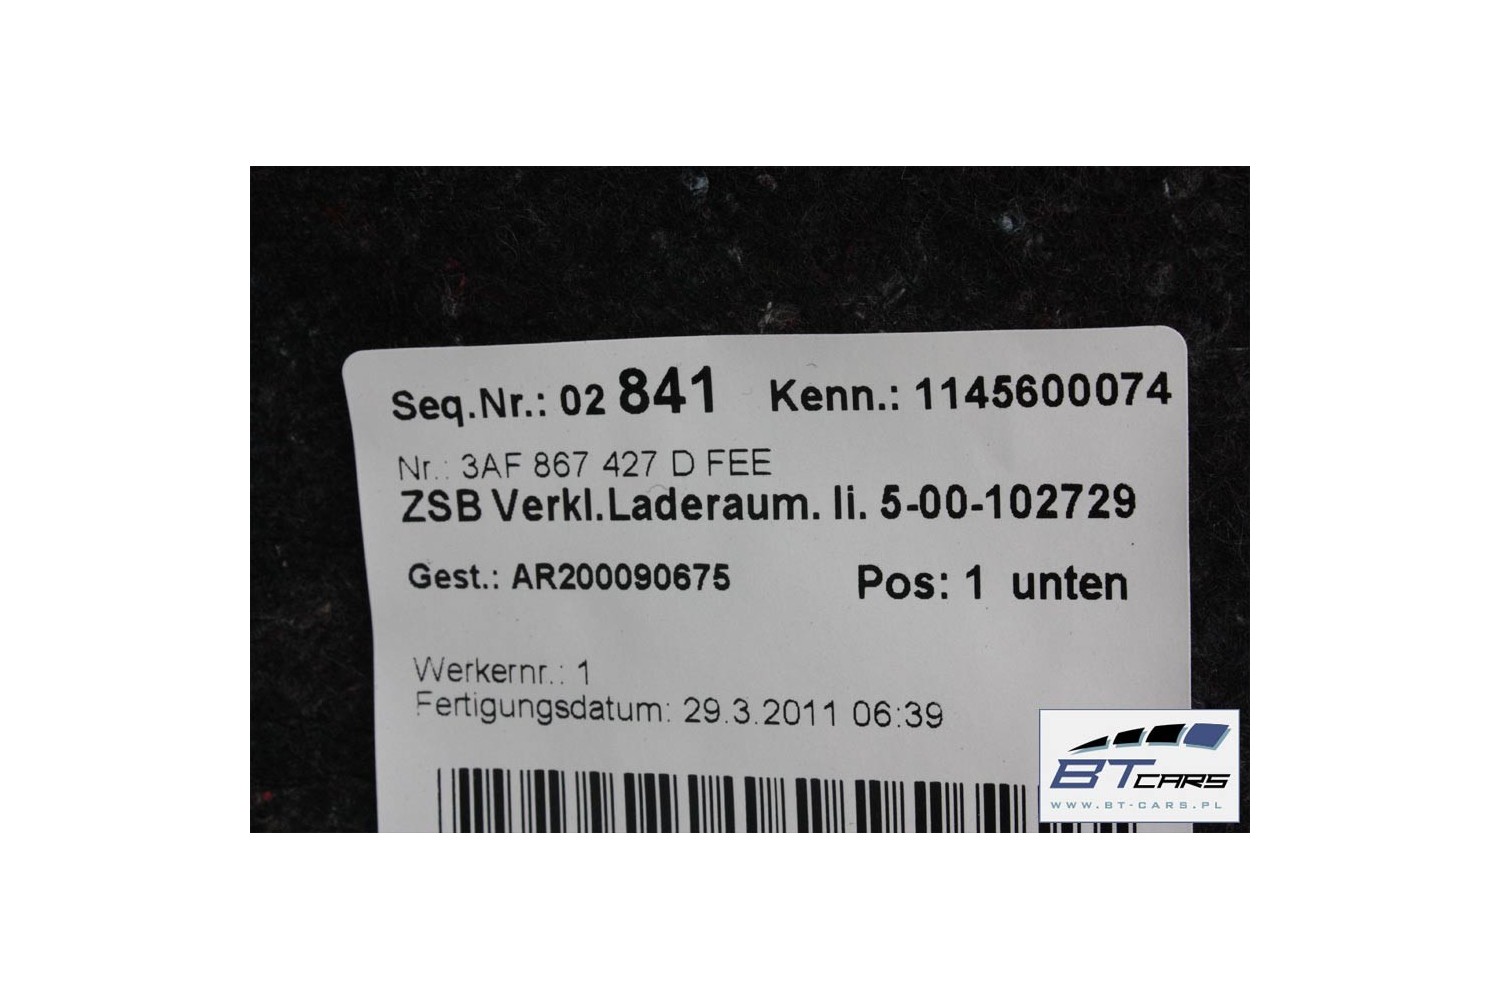 Seq.Nr.: 02 841 Kenn.: 1145600074
Nr.: 3AF 867 427 D FEE
ZSB Verkl.Laderaum. li. 5-00-102729
Gest.: AR200090675 Pos: 1 unten
Werkernr.: 1
Fertigungsdatum: 29.3.2011 06:39
BT CARS
WWW.BT-CARS.PL